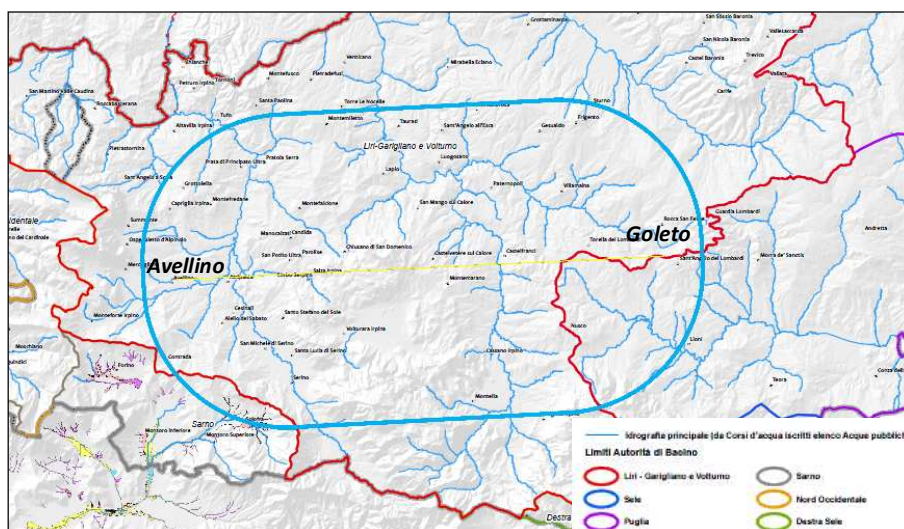 San Sossio Baronia
Vallesaccarda
San Nicola Baronia
Trevico
Castel Baronia
Vallata
Carife
Grottaminarda
Venticano
Montefusco
Pietradefusi
Mirabella Eclano
Petruro Irpino
Torrioni
San Martino Valle Caudina
Roccabascerana
Santa Paolina
Torre Le Nocelle
Sturno
Tufo
Altavilla Irpina
Montemiletto
Taurasi
Sant'Angelo all'Esca
Gesualdo
Frigento
Pietrastornina
Liri-Garigliano e Volturno
Prata di Principato Ultra
Pratola Serra
Luogosano
Lapio
Sant'Angelo a Scala
Grottolella
Paternopoli
Villamaina
Capriglia Irpina
Montefredane
Montefalcione
San Mango sul Calore
Summonte
Rocca San Felice
Guardia Lombardi
Andretta
Ospedaletto d'Alpinolo
Manocalzati
Candida
Torella dei Lombardi
Goleto
San Potito Ultra
Parolise
Chiusano di San Domenico
Castelvetere sul Calore
Castelfranci
Sant'Angelo dei Lombardi
Morra de' Sanctis
Avellino
Salza Irpina
Montemarano
Monteforte Irpino
Cesinali
Aiello del Sabato
Santo Stefano del Sole
Volturara Irpina
Nusco
Lioni
San Michele di Serino
Santa Lucia di Serino
Cassano Irpino
Contrada
Moschiano
Forino
Serino
Montella
Teora
Conza della
Sarno
Montoro Inferiore
Montoro Superiore
Destra
Idrografia principale (da Corsi d'acqua iscritti elenco Acque pubblich
Limiti Autorità di Bacino
Liri - Garigliano e Volturno
Sarno
Sele
Nord Occidentale
Puglia
Destra Sele